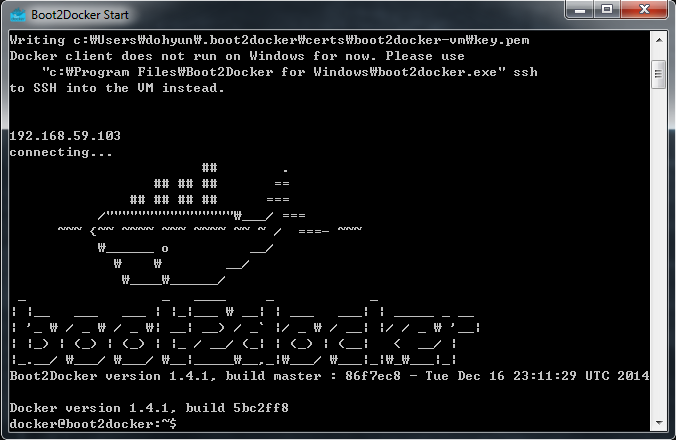 Boot2Docker Start
Writing c:₩Users₩dohyun₩.boot2docker₩certs₩boot2docker-vm₩key.pem
Docker client does not run on Windows for now. Please use
    "c:₩Program Files₩Boot2Docker for Windows₩boot2docker.exe" ssh
to SSH into the VM instead.
192.168.59.103
connecting...
                        ##        .
                  ## ## ##       ==
               ## ## ## ##      ===
           /""""""""""""""""₩___/ ===
      ~~~ {~~ ~~~~ ~~~ ~~~~ ~~ ~ /  ===- ~~~
           ₩______ o          __/
             ₩    ₩        __/
              ₩____₩______/
 _                 _   ____     _            _
| |__   ___   ___ | |_|___ ₩ __| | ___   ___| | _____ _ __
| '_ ₩ / _ ₩ / _ ₩| __| __) / _` |/ _ ₩ / __| |/ / _ ₩ '__|
| |_) | (_) | (_) | |_ / __/ (_| | (_) | (__|   <  __/ |
|_.__/ ₩___/ ₩___/ ₩__|_____₩__,_|₩___/ ₩___|_|₩_₩___|_|
Boot2Docker version 1.4.1, build master : 86f7ec8 - Tue Dec 16 23:11:29 UTC 2014
Docker version 1.4.1, build 5bc2ff8
docker@boot2docker:~$